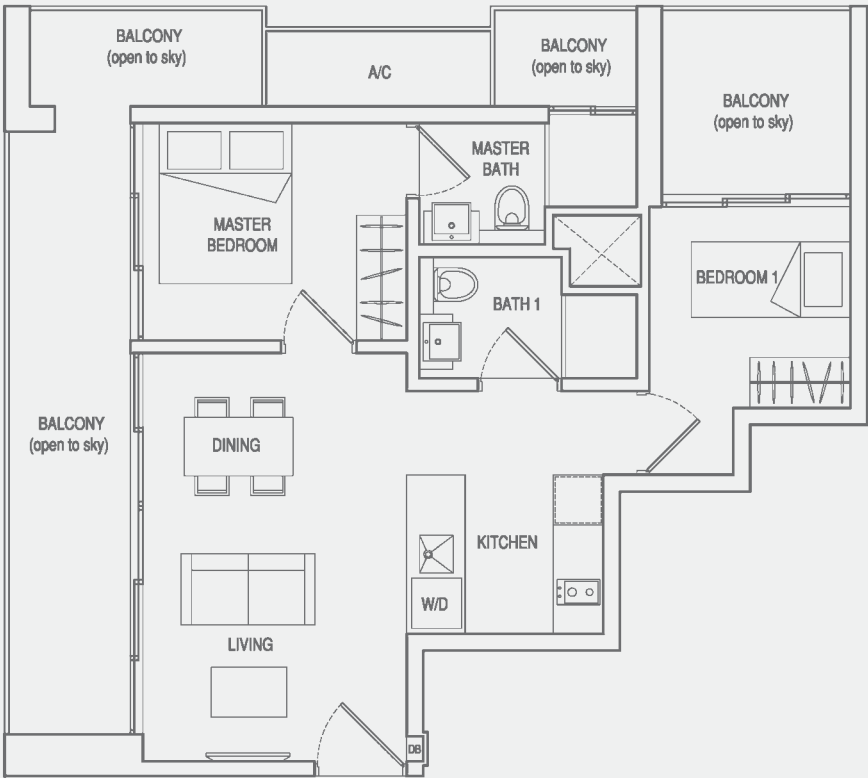 BALCONY
(open to sky)
A/C
BALCONY
(open to sky)
BALCONY
(open to sky)
MASTER
BATH
MASTER
BEDROOM
BEDROOM 1
BATH 1
BALCONY
(open to sky)
DINING
KITCHEN
W/D
LIVING
DB